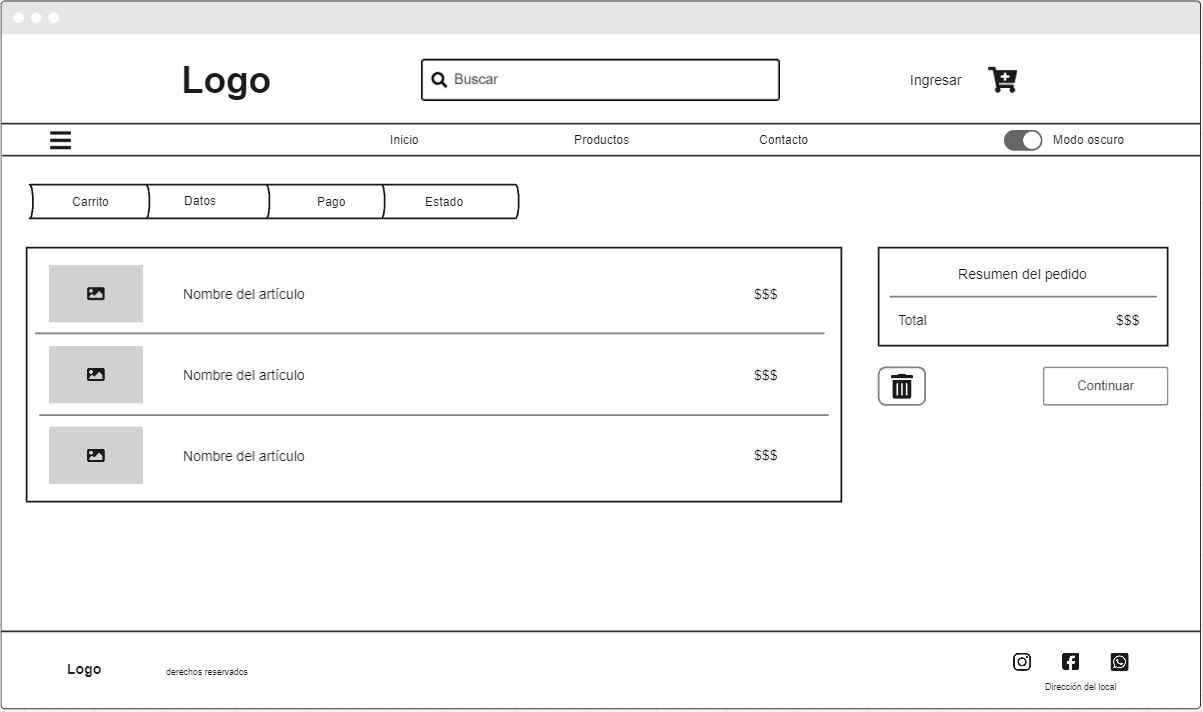 Logo
Buscar
Ingresar
Inicio
Productos
Contacto
Modo oscuro
Carrito
Datos
Pago
Estado
Nombre del artículo
$$$
Nombre del artículo
$$$
Nombre del artículo
$$$
Resumen del pedido
Total
$$$
Continuar
Logo
derechos reservados
Dirección del local